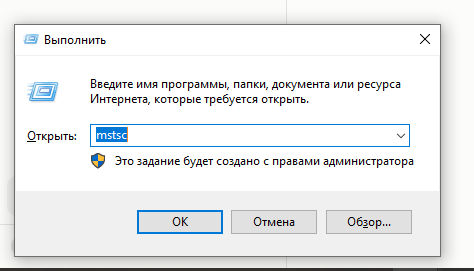 Выполнить
Введите имя программы, папки, документа или ресурса
Интернета, которые требуется открыть.
Открыть: mstsc
Это задание будет создано с правами администратора
ОК Отмена Обзор...